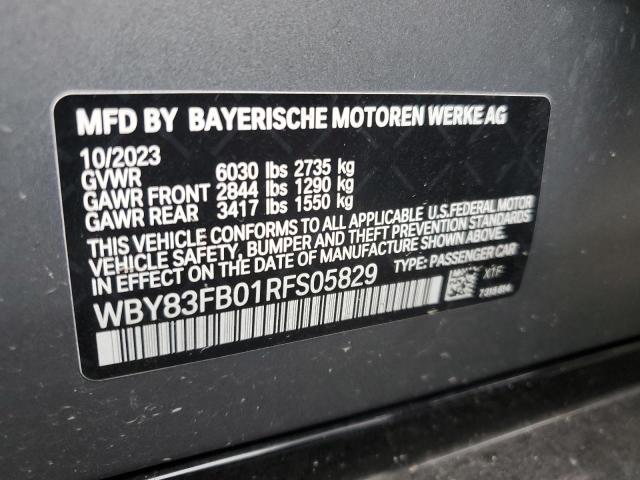 MFD BY BAYERISCHE MOTOREN WERKE AG
10/2023
GVWR 6030 lbs 2735 kg
GAWR FRONT 2844 lbs 1290 kg
GAWR REAR 3417 lbs 1550 kg
THIS VEHICLE CONFORMS TO ALL APPLICABLE U.S.FEDERAL MOTOR
VEHICLE SAFETY, BUMPER AND THEFT PREVENTION STANDARDS
IN EFFECT ON THE DATE OF MANUFACTURE SHOWN ABOVE.
WBY83FB01RFS05829 TYPE: PASSENGER CAR
XTF